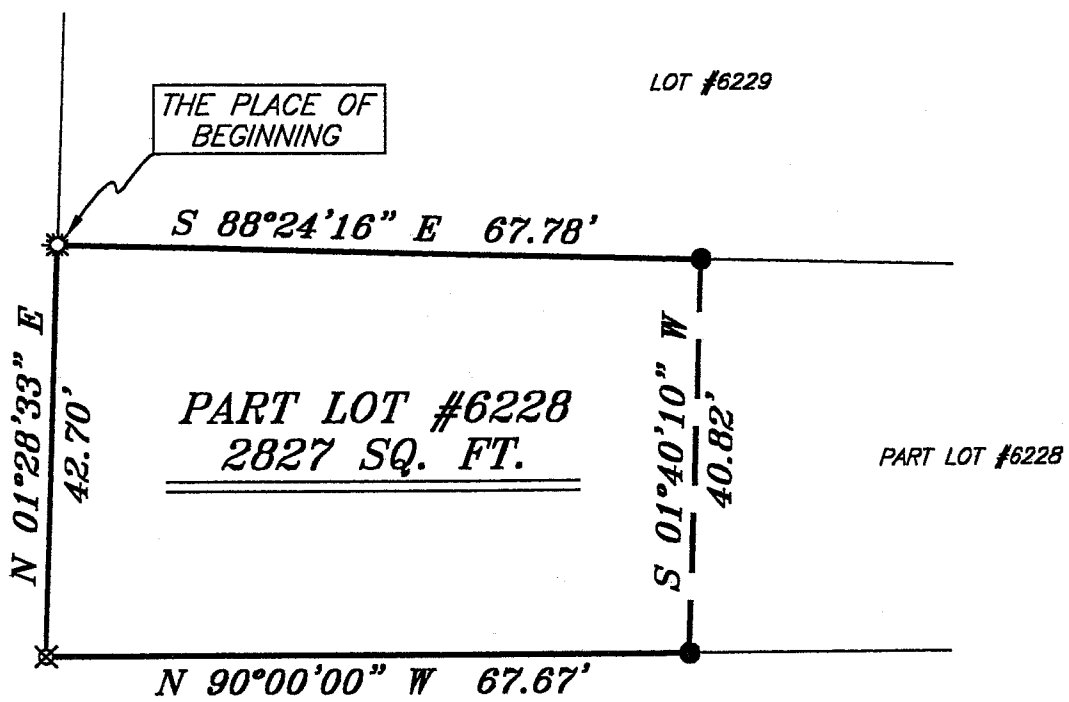 LOT #6229
THE PLACE OF
BEGINNING
S 88°24'16" E 67.78'
N 01°28'33" E
42.70'
PART LOT #6228
2827 SQ. FT.
S 01°40'10" W
40.82'
PART LOT #6228
N 90°00'00" W 67.67'